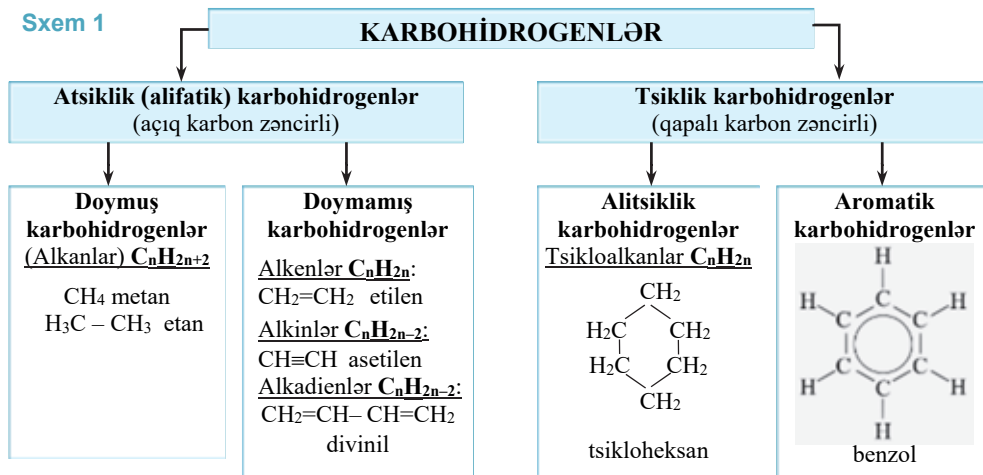 Sxem 1
KARBOHİDROGENLƏR
Atsiklik (alifatik) karbohidrogenlər
(açıq karbon zəncirli)
Tsiklik karbohidrogenlər
(qapalı karbon zəncirli)
Doymuş
karbohidrogenlər
(Alkanlar) CnH2n+2
CH4 metan
H3C – CH3 etan
Doymamış
karbohidrogenlər
Alkenlər CnH2n:
CH2=CH2 etilen
Alkinlər CnH2n–2:
CH≡CH asetilen
Alkadienlər CnH2n–2:
CH2=CH– CH=CH2
divinil
Alitsiklik
karbohidrogenlər
Tsikloalkanlar CnH2n
CH2
H2C CH2
H2C CH2
CH2
tsikloheksan
Aromatik
karbohidrogenlər
H
H C H
C C
C C
H C H
H
benzol